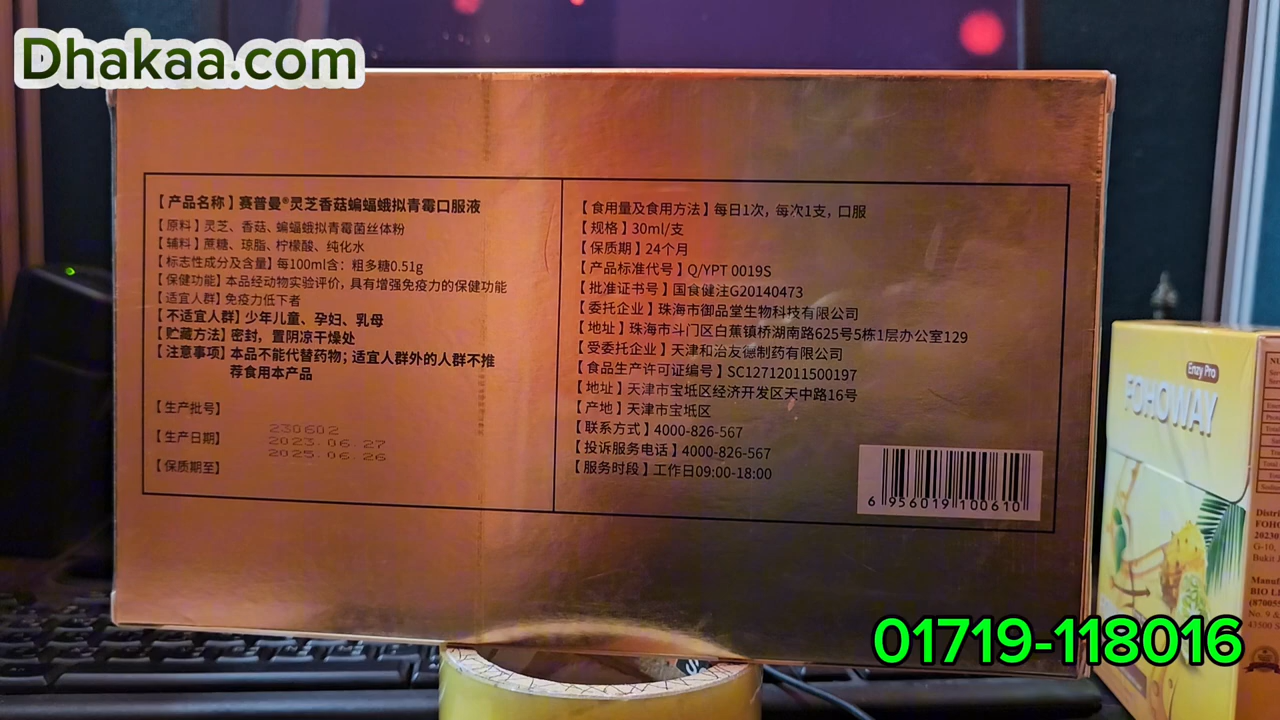 Dhakaa.com
【产品名称】赛普曼®灵芝香菇蝙蝠蛾拟青霉口服液
【原料】灵芝、香菇、蝙蝠蛾拟青霉菌丝体粉
【辅料】蔗糖、琼脂、柠檬酸、纯化水
【标志性成分及含量】每100ml含：粗多糖0.51g
【保健功能】本品经动物实验评价，具有增强免疫力的保健功能
【适宜人群】免疫力低下者
【不适宜人群】少年儿童、孕妇、乳母
【贮藏方法】密封，置阴凉干燥处
【注意事项】本品不能代替药物；适宜人群外的人群不推
荐食用本产品
【生产批号】
230602
【生产日期】
2023.06.27
【保质期至】
2025.06.26
【食用量及食用方法】每日1次，每次1支，口服
【规格】30ml/支
【保质期】24个月
【产品标准代号】Q/YPT 0019S
【批准证书号】国食健注G20140473
【委托企业】珠海市御品堂生物科技有限公司
【地址】珠海市斗门区白蕉镇桥湖南路625号5栋1层办公室129
【受委托企业】天津和治友德制药有限公司
【食品生产许可证编号】SC12712011500197
【地址】天津市宝坻区经济开发区天中路16号
【产地】天津市宝坻区
【联系方式】4000-826-567
【投诉服务电话】4000-826-567
【服务时段】工作日09:00-18:00
6 956019 100610
Enzy Pro
FOHOWAY
01719-118016